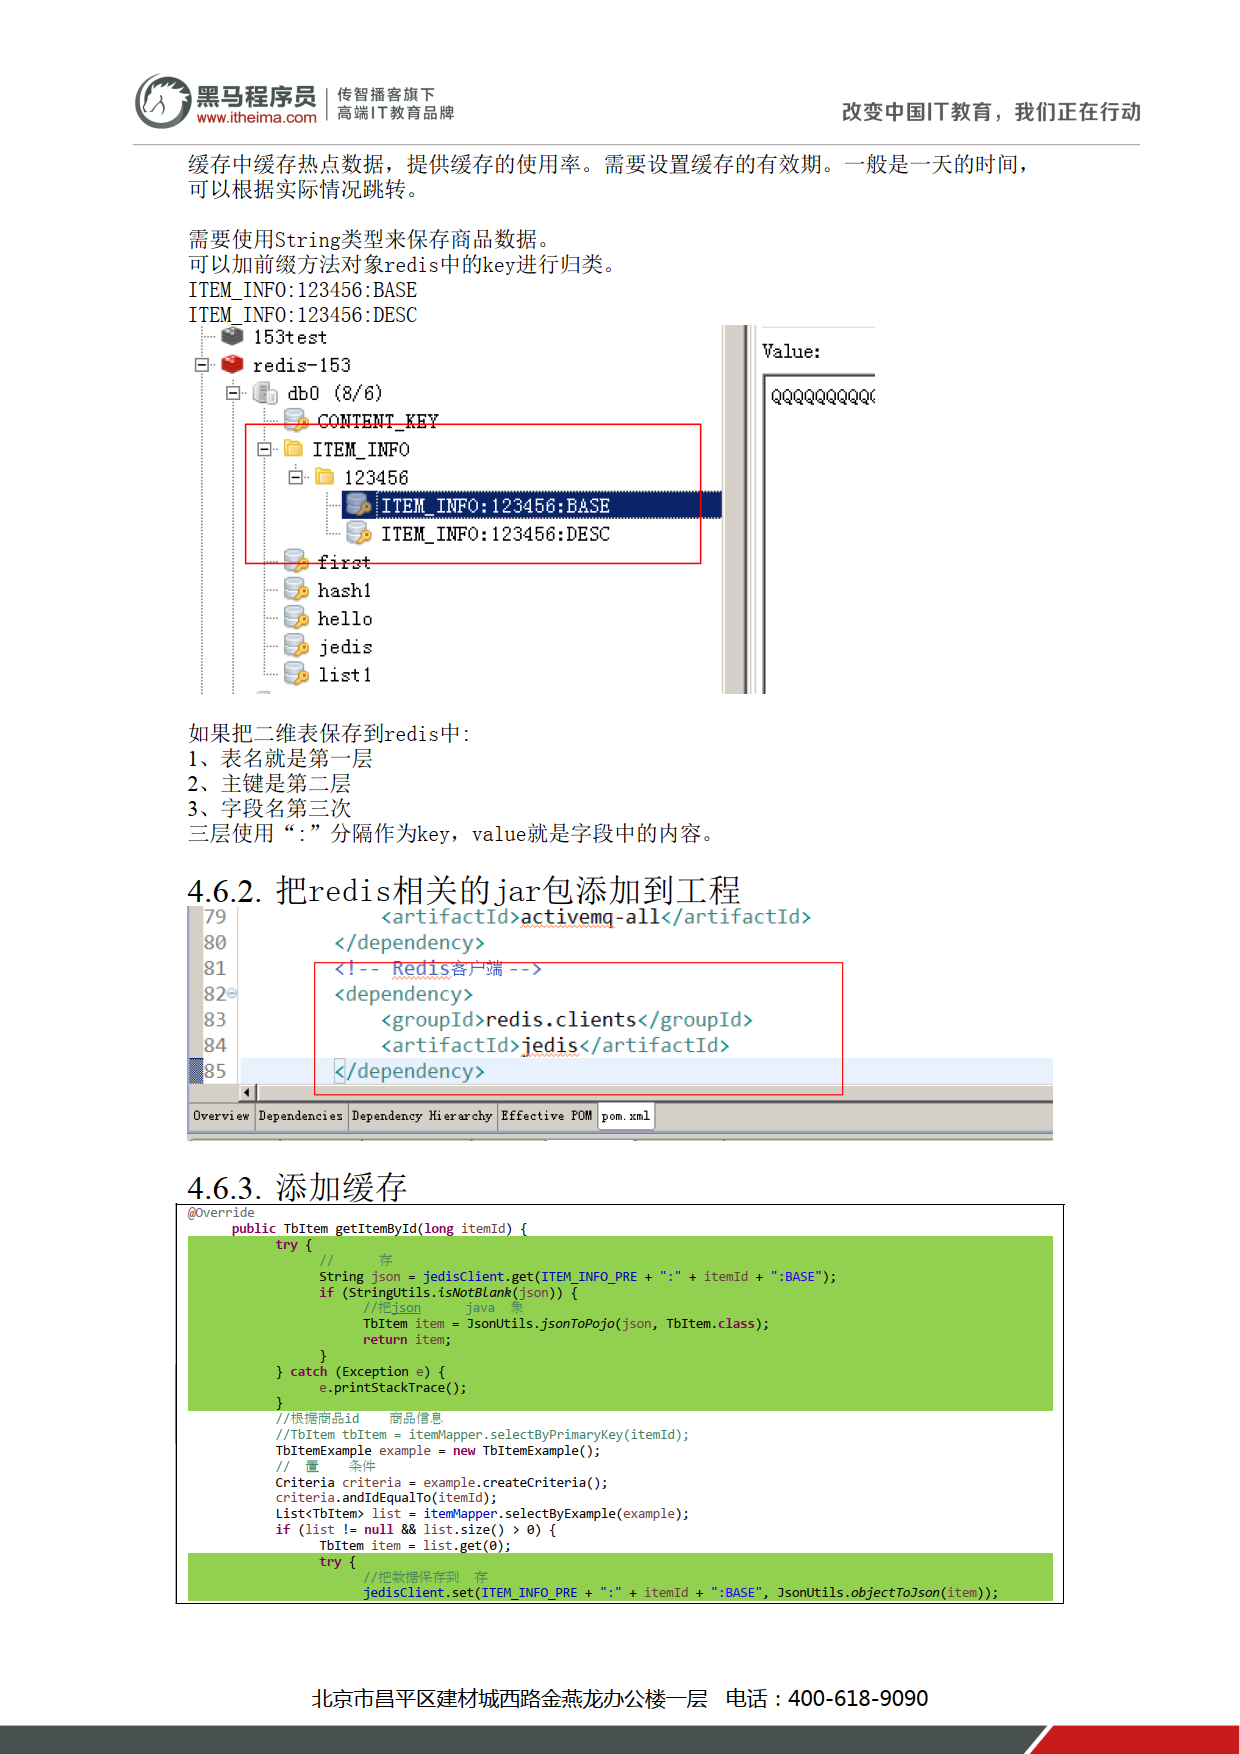 黑马程序员
www.itheima.com
传智播客旗下
高端IT教育品牌
改变中国IT教育，我们正在行动
缓存中缓存热点数据，提供缓存的使用率。需要设置缓存的有效期。一般是一天的时间，
可以根据实际情况跳转。
需要使用String类型来保存商品数据。
可以加前缀方法对象redis中的key进行归类。
ITEM_INFO:123456:BASE
ITEM_INFO:123456:DESC
153test
redis-153
db0 (8/6)
CONTENT_KEY
ITEM_INFO
123456
ITEM_INFO:123456:BASE
ITEM_INFO:123456:DESC
first
hash1
hello
jedis
list1
Value:
QQQQQQQQQQ
如果把二维表保存到redis中：
1、表名就是第一层
2、主键是第二层
3、字段名第三次
三层使用“：”分隔作为key，value就是字段中的内容。
4.6.2. 把redis相关的jar包添加到工程
79 <artifactId>activemq-all</artifactId>
80 </dependency>
81 <!-- Redis客户端 -->
82 <dependency>
83 <groupId>redis.clients</groupId>
84 <artifactId>jedis</artifactId>
85 </dependency>
Overview Dependencies Dependency Hierarchy Effective POM pom.xml
4.6.3. 添加缓存
@Override
public TbItem getItemById(long itemId) {
try {
// 存
String json = jedisClient.get(ITEM_INFO_PRE + ":" + itemId + ":BASE");
if (StringUtils.isNotBlank(json)) {
//把json java 象
TbItem item = JsonUtils.jsonToPojo(json, TbItem.class);
return item;
}
} catch (Exception e) {
e.printStackTrace();
}
//根据商品id 商品信息
//TbItem tbItem = itemMapper.selectByPrimaryKey(itemId);
TbItemExample example = new TbItemExample();
// 置 条件
Criteria criteria = example.createCriteria();
criteria.andIdEqualTo(itemId);
List<TbItem> list = itemMapper.selectByExample(example);
if (list != null && list.size() > 0) {
TbItem item = list.get(0);
try {
//把数据保存到 存
jedisClient.set(ITEM_INFO_PRE + ":" + itemId + ":BASE", JsonUtils.objectToJson(item));
北京市昌平区建材城西路金燕龙办公楼一层 电话：400-618-9090